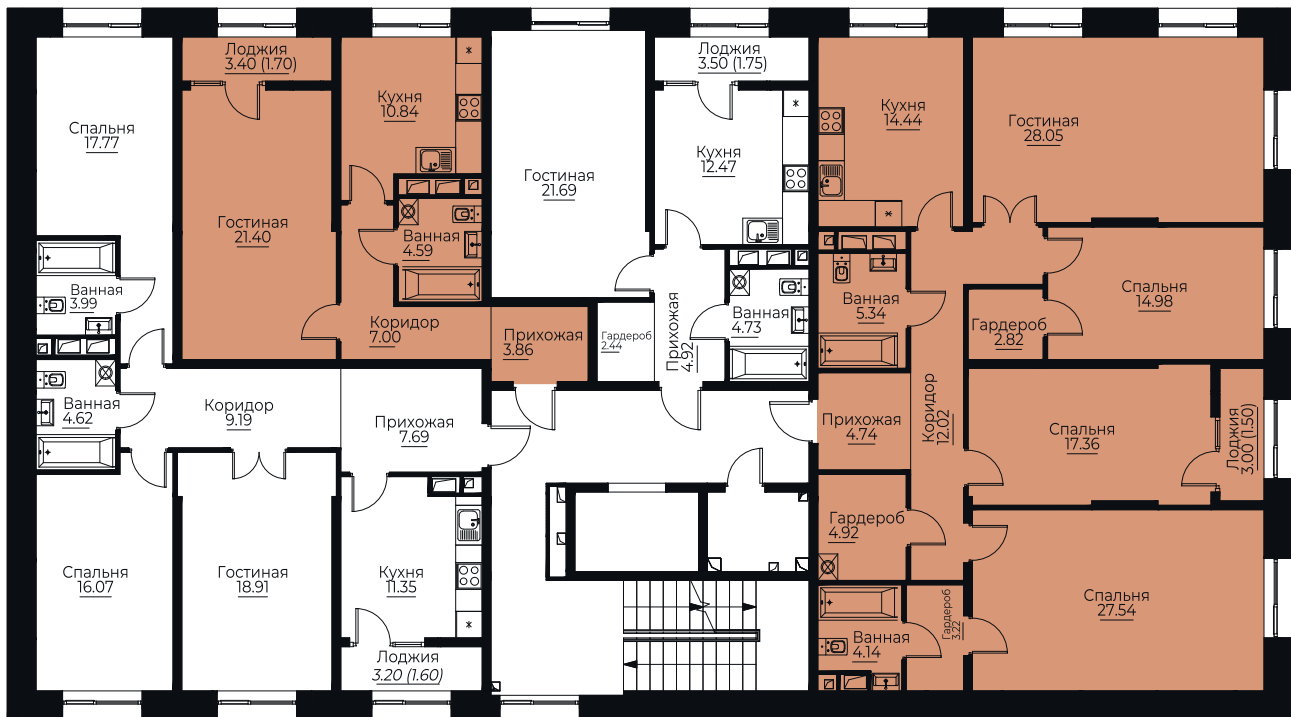 Лоджия
3.40 (1.70)
Кухня
10.84
Спальня
17.77
Гостиная
21.40
Ванная
4.59
Ванная
3.99
Коридор
7.00
Прихожая
3.86
Гостиная
21.69
Лоджия
3.50 (1.75)
Кухня
12.47
Гардероб
2.44
Прихожая
4.92
Ванная
4.73
Кухня
14.44
Гостиная
28.05
Ванная
5.34
Спальня
14.98
Гардероб
2.82
Ванная
4.62
Коридор
9.19
Прихожая
7.69
Прихожая
4.74
Коридор
12.02
Спальня
17.36
Лоджия
3.00 (1.50)
Спальня
16.07
Гостиная
18.91
Кухня
11.35
Лоджия
3.20 (1.60)
Гардероб
4.92
Спальня
27.54
Гардероб
3.22
Ванная
4.14